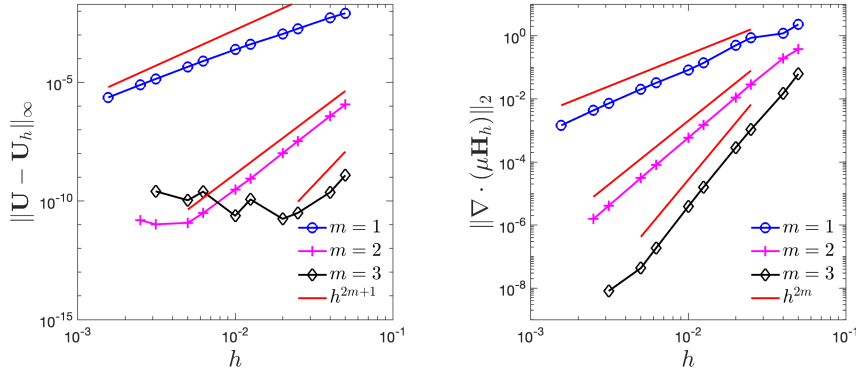 ‖U − U_h‖_∞
10^-5
10^-10
10^-15
10^-3
10^-2
10^-1
h
m = 1
m = 2
m = 3
h^{2m+1}
‖∇ · (μH_h)‖_2
10^0
10^-2
10^-4
10^-6
10^-8
10^-3
10^-2
10^-1
h
m = 1
m = 2
m = 3
h^{2m}